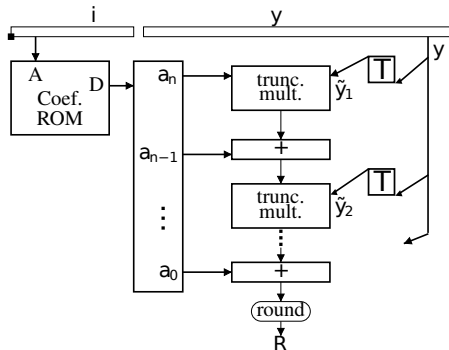 i y
y
A
D
Coef.
ROM
aₙ
trunc.
mult.
T
ỹ₁
aₙ₋₁
+
trunc.
mult.
T
ỹ₂
⋮
⋮
a₀
+
round
R